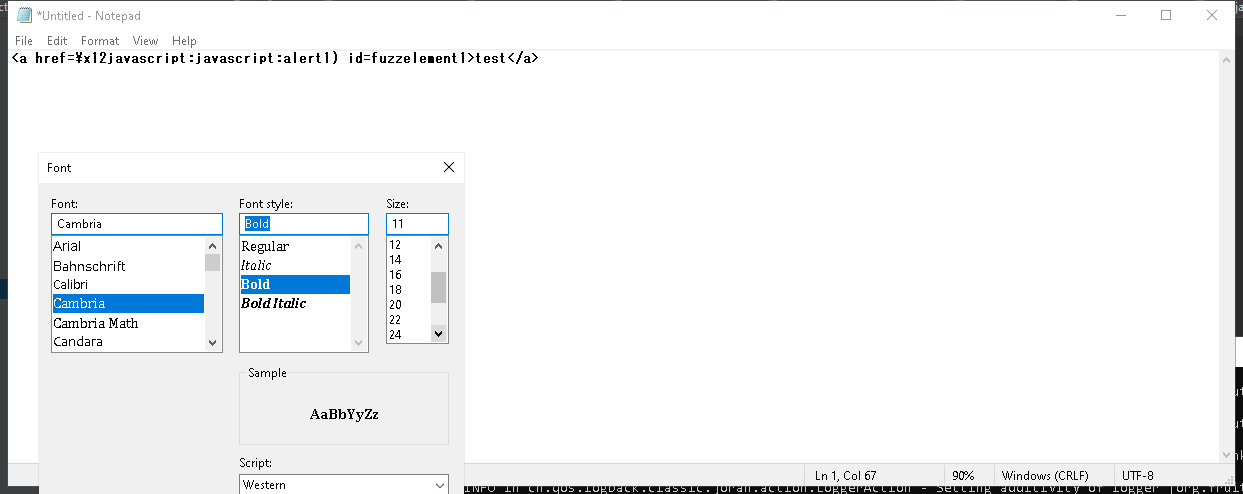 *Untitled - Notepad
File Edit Format View Help
<a href=¥x12javascript:javascript:alert1) id=fuzzelement1>test</a>
Font
Font: Font style: Size:
Cambria Bold 11
Arial Regular 12
Bahnschrift Italic 14
Calibri Bold 16
Cambria Bold Italic 18
Cambria Math 20
Candara 22
24
Sample
AaBbYyZz
Script:
Western
Ln 1, Col 67 90% Windows (CRLF) UTF-8
INFO in ch.qos.logback.classic.joran.action.LoggerAction - Setting additivity of logger